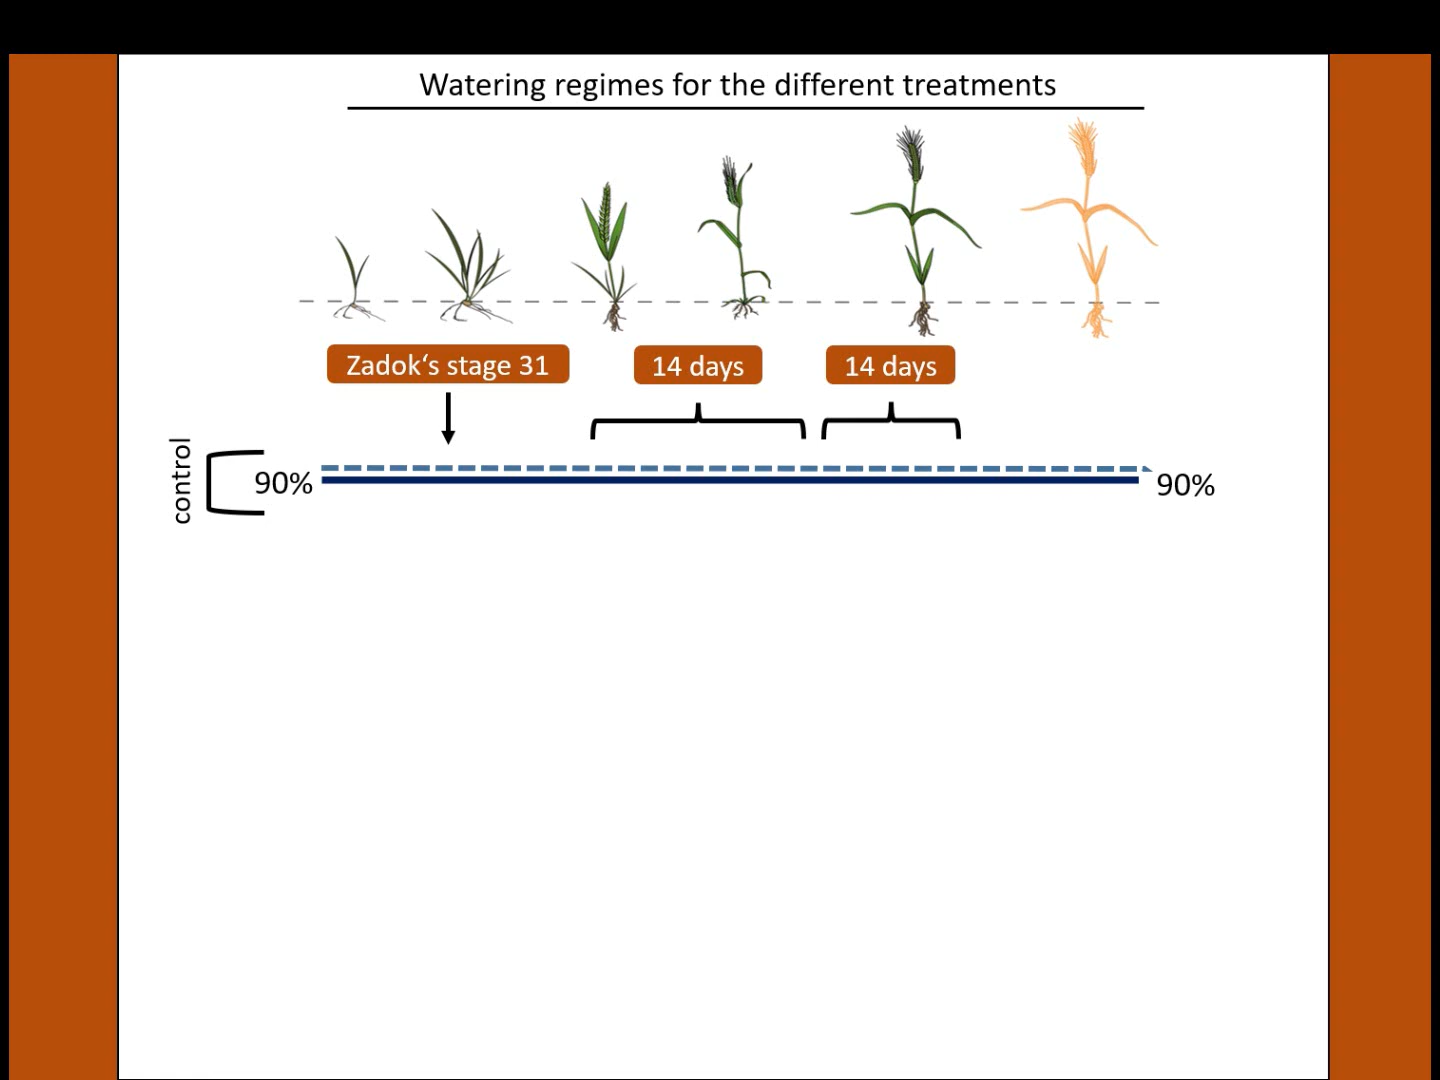 Watering regimes for the different treatments
Zadok‘s stage 31
14 days
14 days
control
90%
90%